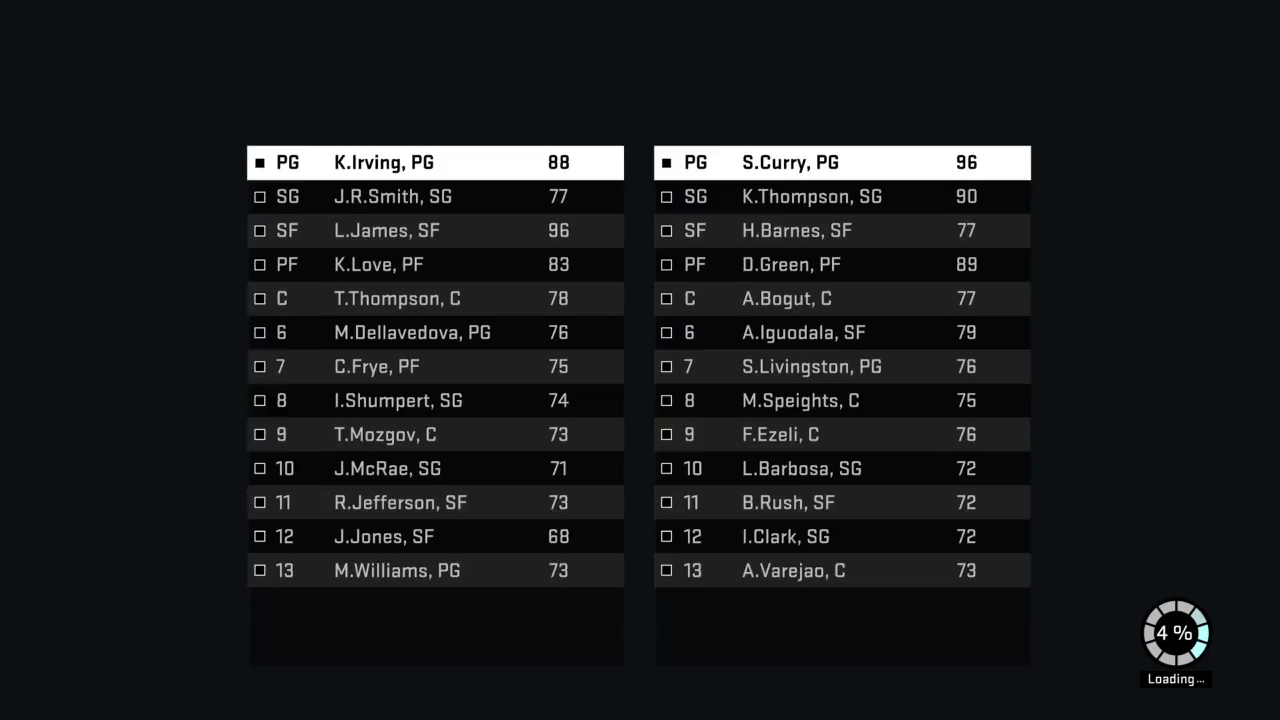 PG K.Irving, PG 88
SG J.R.Smith, SG 77
SF L.James, SF 96
PF K.Love, PF 83
C T.Thompson, C 78
6 M.Dellavedova, PG 76
7 C.Frye, PF 75
8 I.Shumpert, SG 74
9 T.Mozgov, C 73
10 J.McRae, SG 71
11 R.Jefferson, SF 73
12 J.Jones, SF 68
13 M.Williams, PG 73
PG S.Curry, PG 96
SG K.Thompson, SG 90
SF H.Barnes, SF 77
PF D.Green, PF 89
C A.Bogut, C 77
6 A.Iguodala, SF 79
7 S.Livingston, PG 76
8 M.Speights, C 75
9 F.Ezeli, C 76
10 L.Barbosa, SG 72
11 B.Rush, SF 72
12 I.Clark, SG 72
13 A.Varejao, C 73
4 %
Loading...